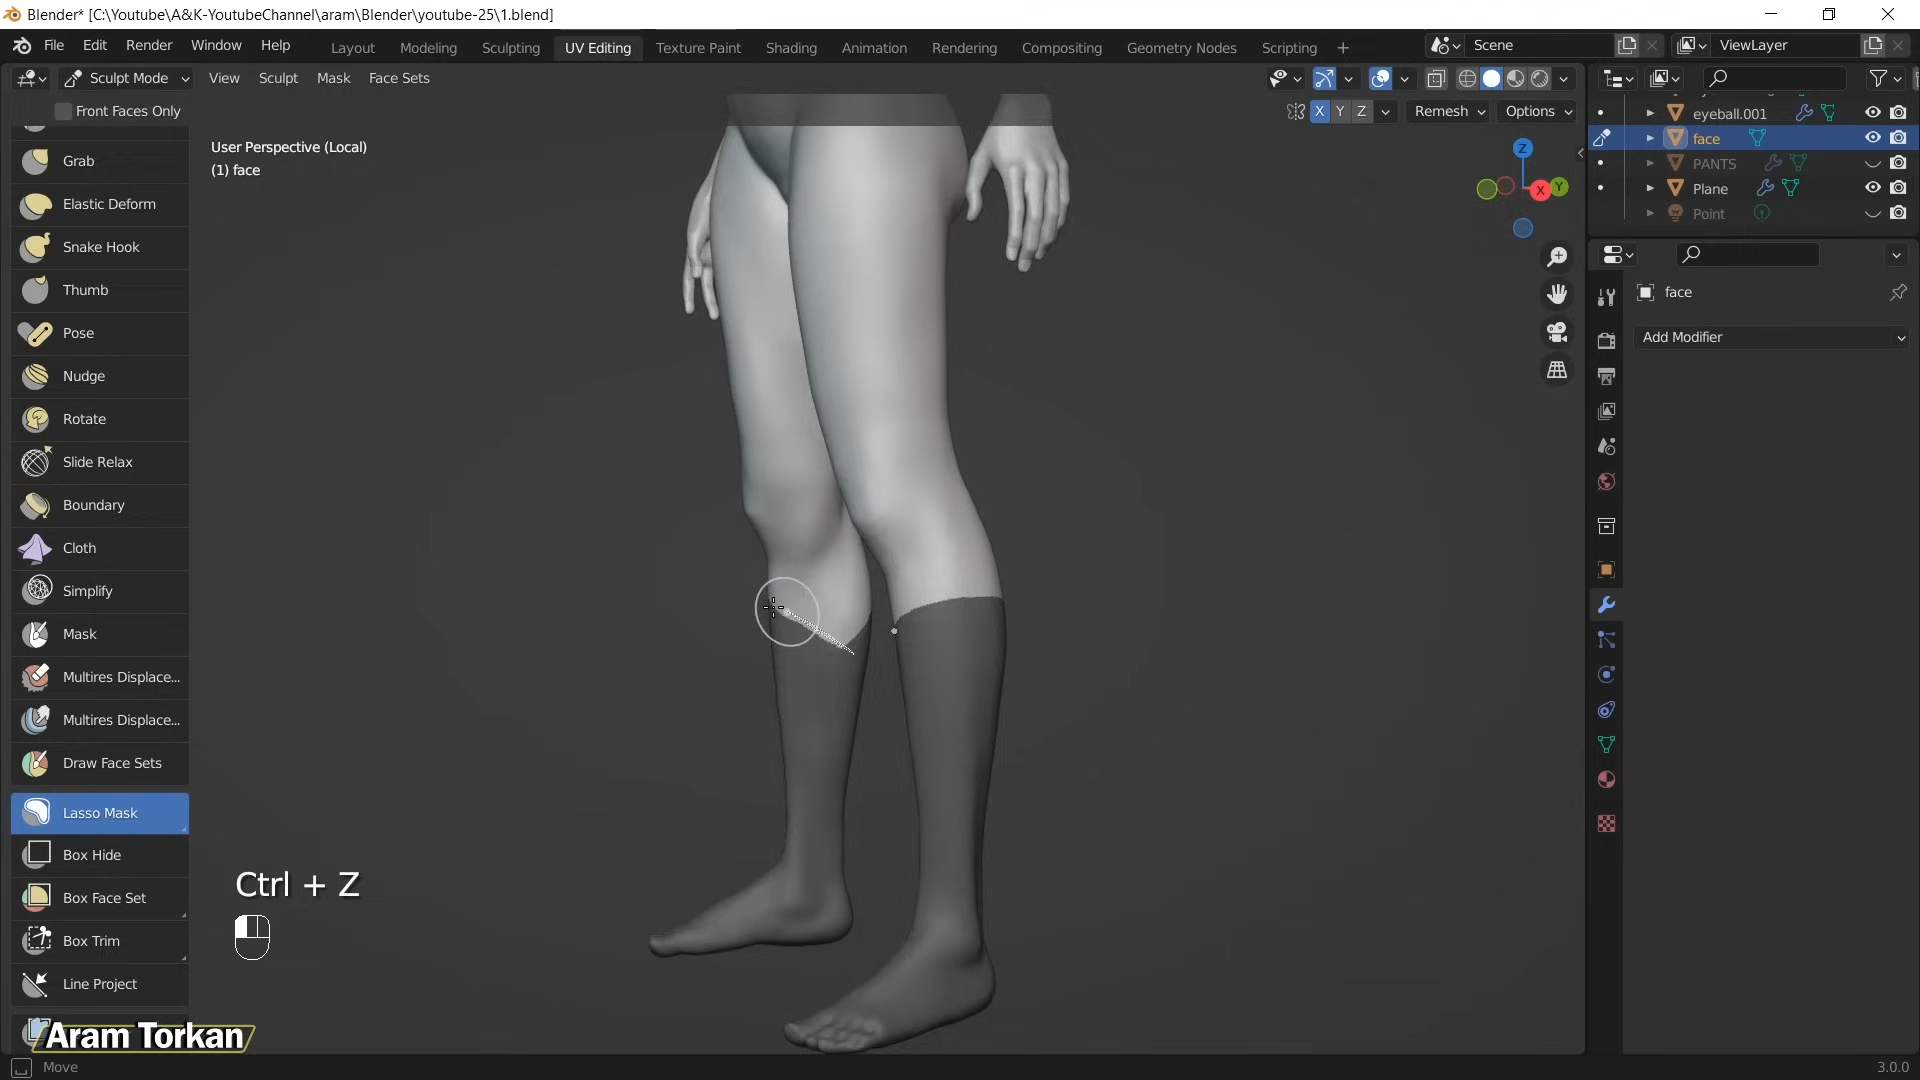 Blender* [C:\Youtube\A&K-YoutubeChannel\aram\Blender\youtube-25\1.blend]
File Edit Render Window Help
Layout Modeling Sculpting UV Editing Texture Paint Shading Animation Rendering Compositing Geometry Nodes Scripting +
Scene
ViewLayer
Sculpt Mode View Sculpt Mask Face Sets
Front Faces Only
X Y Z
Remesh
Options
User Perspective (Local)
(1) face
Z
X
Y
Grab
Elastic Deform
Snake Hook
Thumb
Pose
Nudge
Rotate
Slide Relax
Boundary
Cloth
Simplify
Mask
Multires Displace...
Multires Displace...
Draw Face Sets
Lasso Mask
Box Hide
Box Face Set
Box Trim
Line Project
eyeball.001
face
PANTS
Plane
Point
face
Add Modifier
Ctrl + Z
Aram Torkan
Move
3.0.0